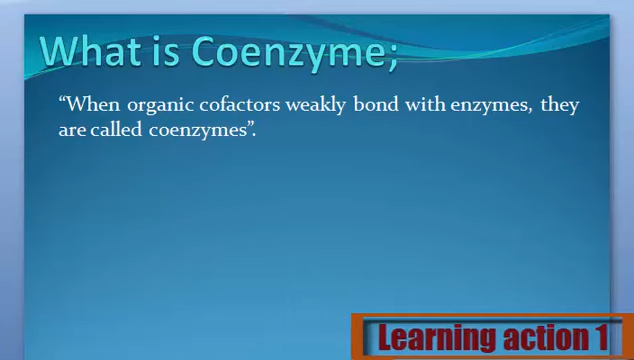 What is Coenzyme;
“When organic cofactors weakly bond with enzymes, they
are called coenzymes”.
Learning action 1